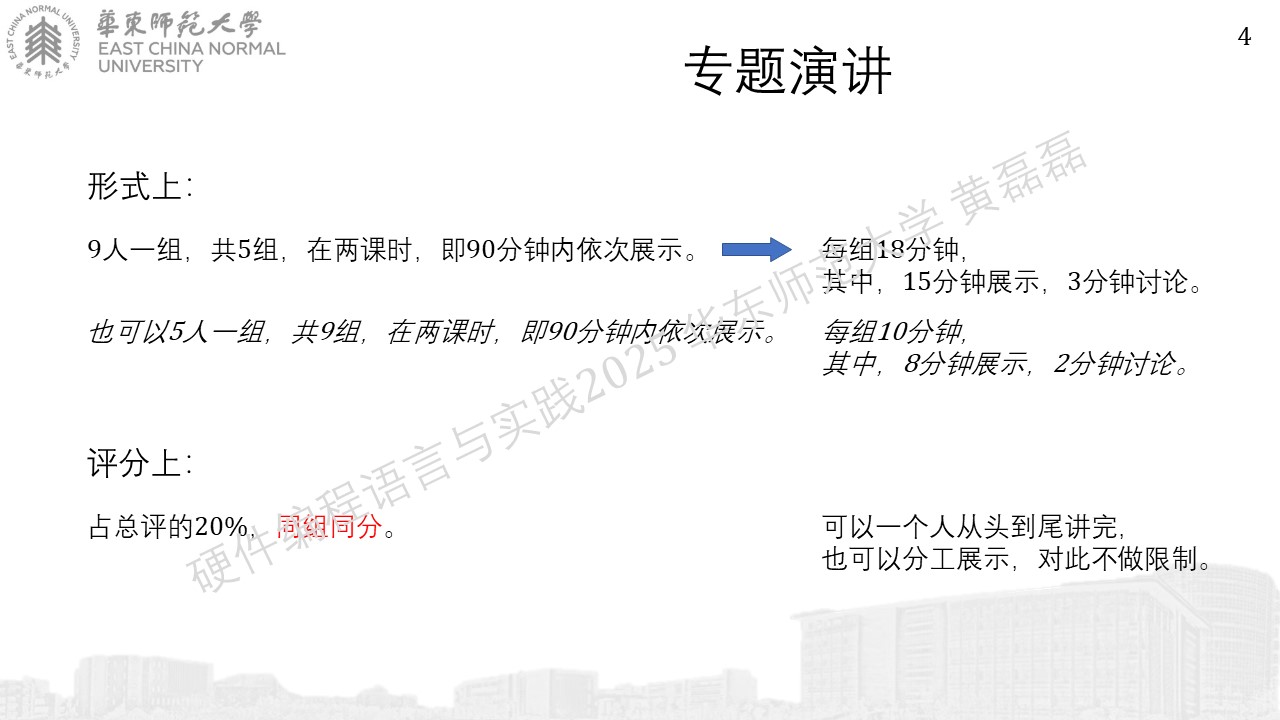 EAST CHINA NORMAL UNIVERSITY
華東師範大學
華東師範大學
EAST CHINA NORMAL
UNIVERSITY
4
专题演讲
形式上：
9人一组，共5组，在两课时，即90分钟内依次展示。
每组18分钟，
其中，15分钟展示，3分钟讨论。
也可以5人一组，共9组，在两课时，即90分钟内依次展示。
每组10分钟，
其中，8分钟展示，2分钟讨论。
评分上：
占总评的20%，同组同分。
可以一个人从头到尾讲完，
也可以分工展示，对此不做限制。
硬件编程语言与实践2025 华东师范大学 黄磊磊